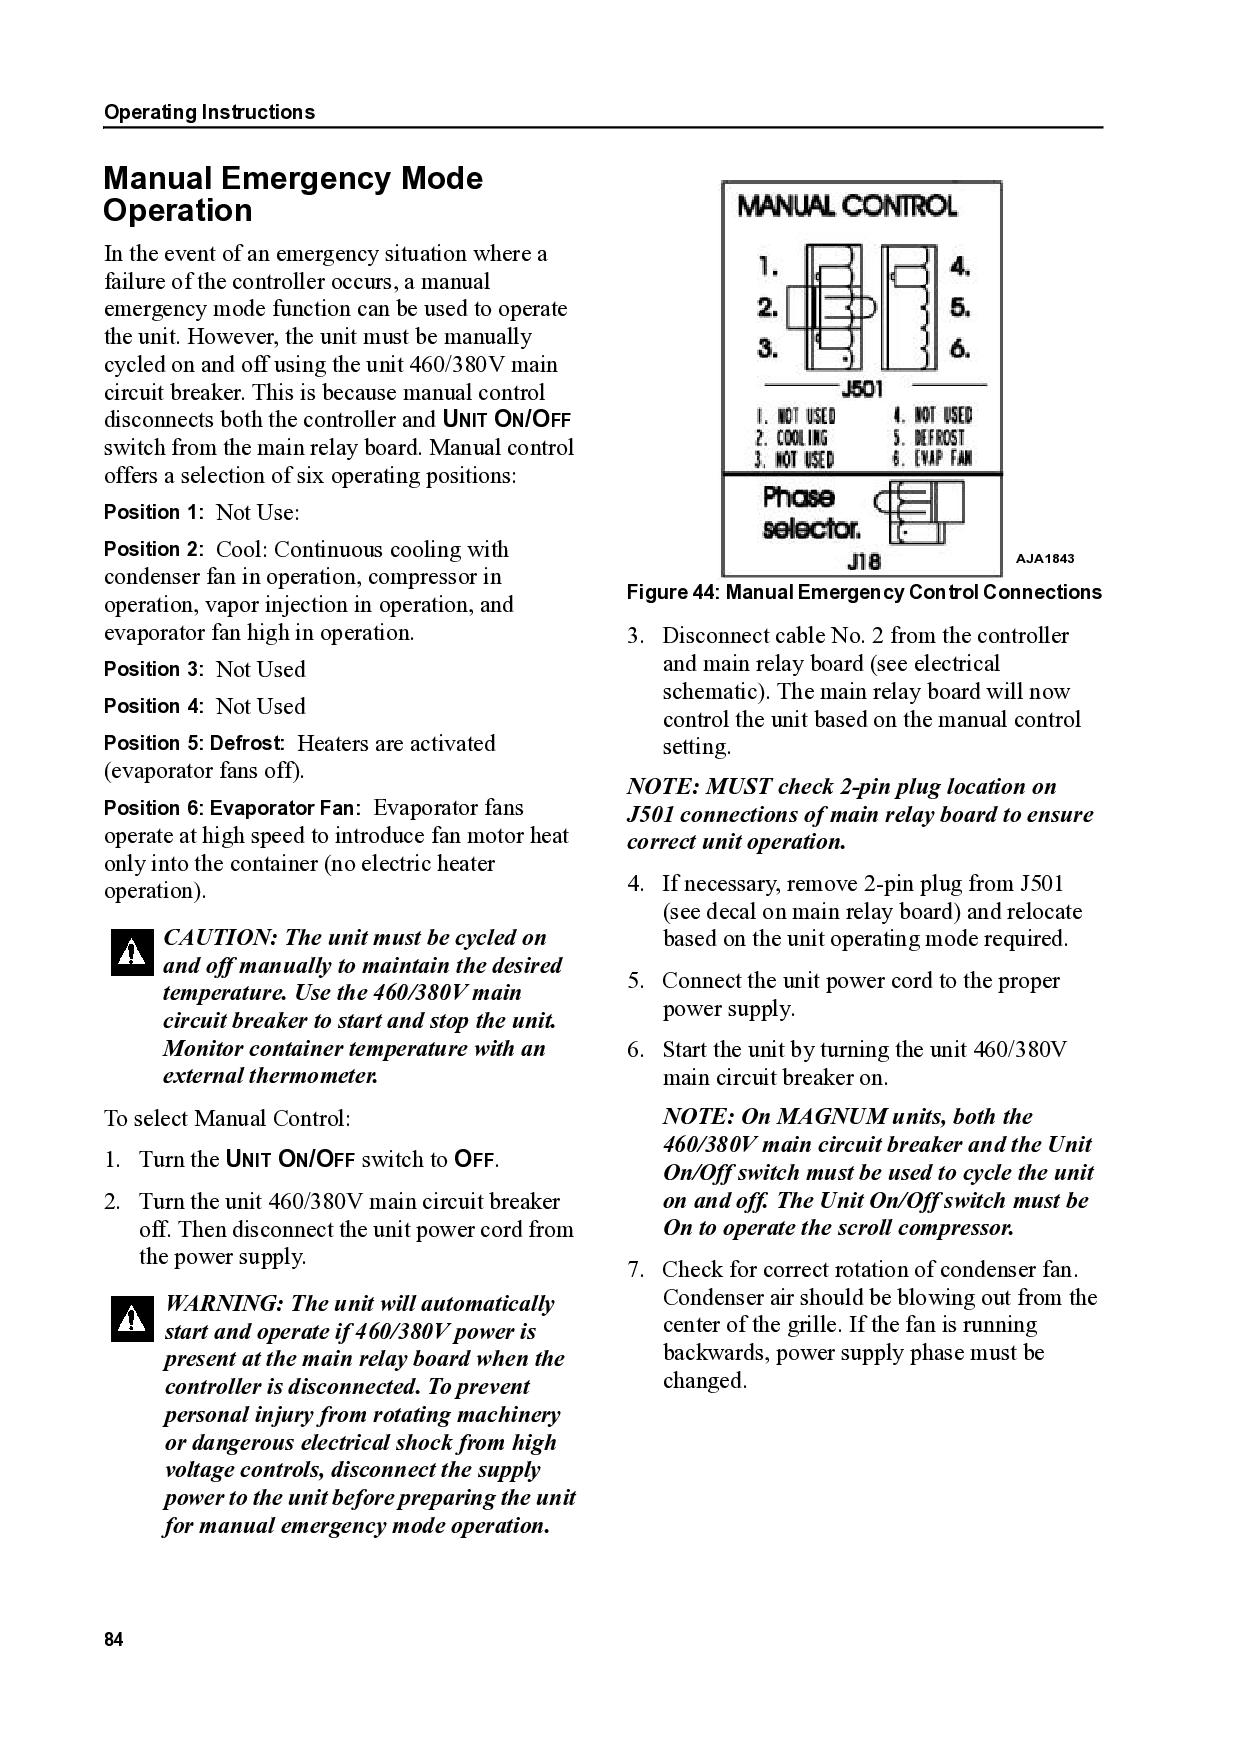 Operating Instructions
Manual Emergency Mode
Operation
In the event of an emergency situation where a
failure of the controller occurs, a manual
emergency mode function can be used to operate
the unit. However, the unit must be manually
cycled on and off using the unit 460/380V main
circuit breaker. This is because manual control
disconnects both the controller and UNIT ON/OFF
switch from the main relay board. Manual control
offers a selection of six operating positions:
Position 1: Not Use:
Position 2: Cool: Continuous cooling with
condenser fan in operation, compressor in
operation, vapor injection in operation, and
evaporator fan high in operation.
Position 3: Not Used
Position 4: Not Used
Position 5: Defrost: Heaters are activated
(evaporator fans off).
Position 6: Evaporator Fan: Evaporator fans
operate at high speed to introduce fan motor heat
only into the container (no electric heater
operation).
CAUTION: The unit must be cycled on
and off manually to maintain the desired
temperature. Use the 460/380V main
circuit breaker to start and stop the unit.
Monitor container temperature with an
external thermometer.
To select Manual Control:
1. Turn the UNIT ON/OFF switch to OFF.
2. Turn the unit 460/380V main circuit breaker
off. Then disconnect the unit power cord from
the power supply.
WARNING: The unit will automatically
start and operate if 460/380V power is
present at the main relay board when the
controller is disconnected. To prevent
personal injury from rotating machinery
or dangerous electrical shock from high
voltage controls, disconnect the supply
power to the unit before preparing the unit
for manual emergency mode operation.
MANUAL CONTROL
1. 4.
2. 5.
3. 6.
J501
1. NOT USED 4. NOT USED
2. COOLING 5. DEFROST
3. NOT USED 6. EVAP FAN
Phase
selector.
J18
AJA1843
Figure 44: Manual Emergency Control Connections
3. Disconnect cable No. 2 from the controller
and main relay board (see electrical
schematic). The main relay board will now
control the unit based on the manual control
setting.
NOTE: MUST check 2-pin plug location on
J501 connections of main relay board to ensure
correct unit operation.
4. If necessary, remove 2-pin plug from J501
(see decal on main relay board) and relocate
based on the unit operating mode required.
5. Connect the unit power cord to the proper
power supply.
6. Start the unit by turning the unit 460/380V
main circuit breaker on.
NOTE: On MAGNUM units, both the
460/380V main circuit breaker and the Unit
On/Off switch must be used to cycle the unit
on and off. The Unit On/Off switch must be
On to operate the scroll compressor.
7. Check for correct rotation of condenser fan.
Condenser air should be blowing out from the
center of the grille. If the fan is running
backwards, power supply phase must be
changed.
84